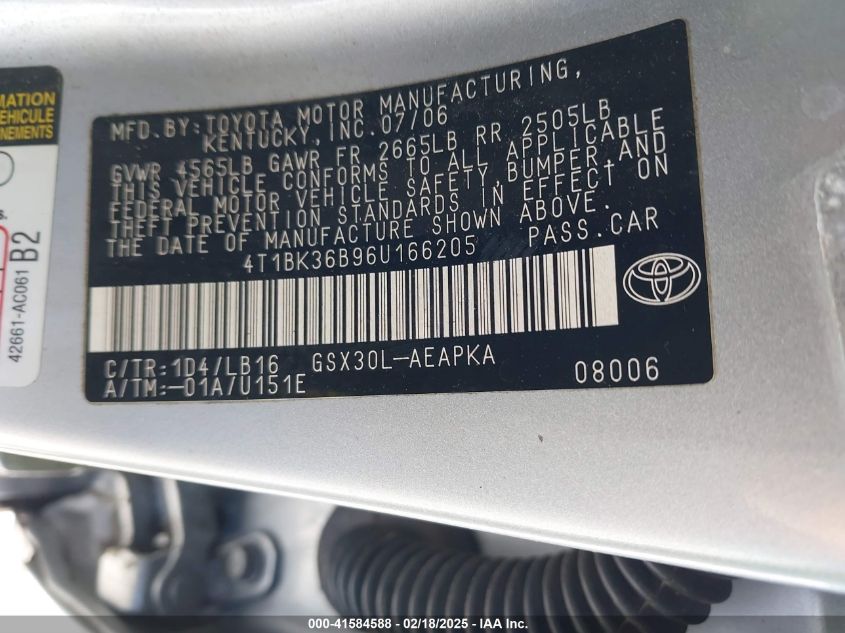 MATION
VEHICULE
NEMENTS
s.
42661-AC061 B2
MFD. BY: TOYOTA MOTOR MANUFACTURING,
KENTUCKY, INC. 07/06
GVWR 4565LB GAWR FR 2665LB RR 2505LB
THIS VEHICLE CONFORMS TO ALL APPLICABLE
FEDERAL MOTOR VEHICLE SAFETY, BUMPER, AND
THEFT PREVENTION STANDARDS IN EFFECT ON
THE DATE OF MANUFACTURE SHOWN ABOVE.
4T1BK36B96U166205 PASS. CAR
C/TR: 1D4/LB16 GSX30L-AEAPKA
A/TM:-01A/U151E 08006
000-41584588 - 02/18/2025 - IAA, Inc.